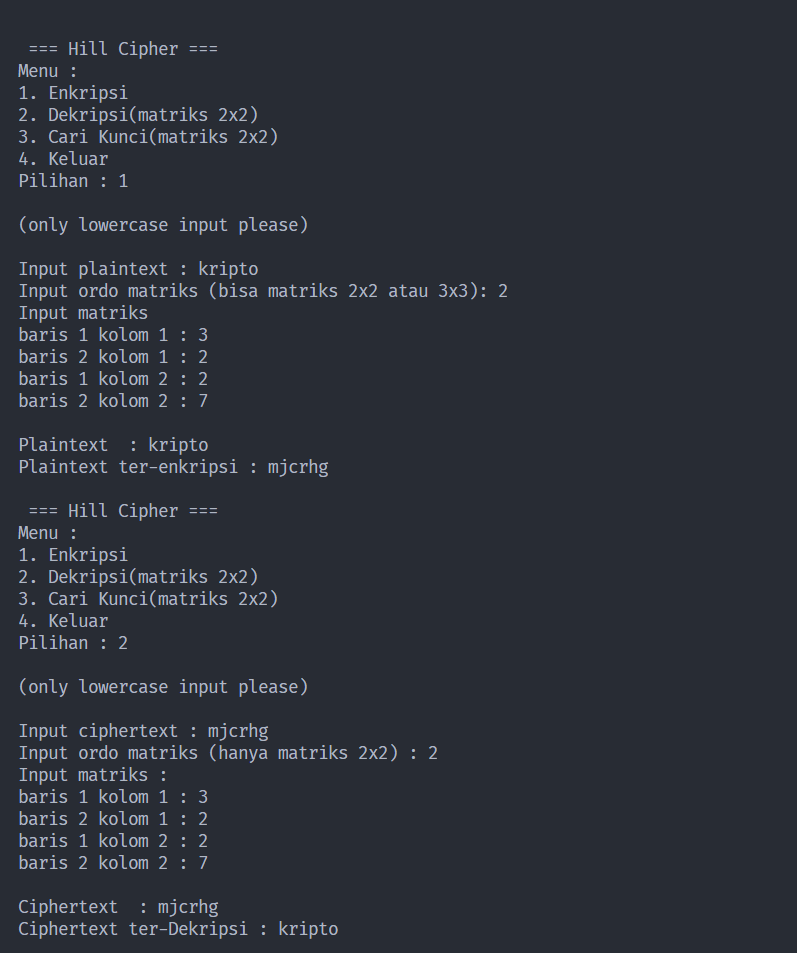 === Hill Cipher ===
Menu :
1. Enkripsi
2. Dekripsi(matriks 2x2)
3. Cari Kunci(matriks 2x2)
4. Keluar
Pilihan : 1
(only lowercase input please)
Input plaintext : kripto
Input ordo matriks (bisa matriks 2x2 atau 3x3): 2
Input matriks
baris 1 kolom 1 : 3
baris 2 kolom 1 : 2
baris 1 kolom 2 : 2
baris 2 kolom 2 : 7
Plaintext  : kripto
Plaintext ter-enkripsi : mjcrhg
=== Hill Cipher ===
Menu :
1. Enkripsi
2. Dekripsi(matriks 2x2)
3. Cari Kunci(matriks 2x2)
4. Keluar
Pilihan : 2
(only lowercase input please)
Input ciphertext : mjcrhg
Input ordo matriks (hanya matriks 2x2) : 2
Input matriks :
baris 1 kolom 1 : 3
baris 2 kolom 1 : 2
baris 1 kolom 2 : 2
baris 2 kolom 2 : 7
Ciphertext  : mjcrhg
Ciphertext ter-Dekripsi : kripto